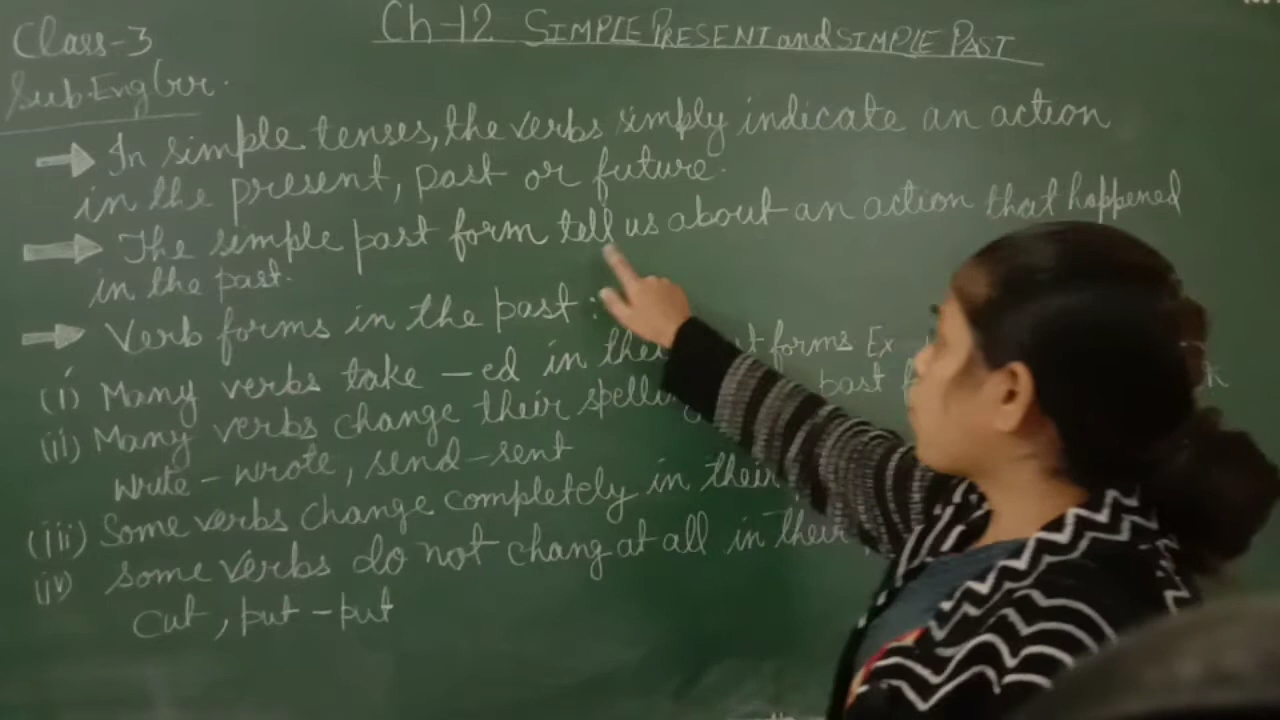 Class-3
Ch-12 SIMPLE PRESENT and SIMPLE PAST
Sub. Eng Gr.
In simple tenses, the verbs simply indicate an action
in the present, past or future.
The simple past form tell us about an action that happened
in the past.
Verb forms in the past :
(i) Many verbs take -ed in forms Ex
(ii) Many verbs change their past
write - wrote, send - sent
(iii) Some verbs change completely in their
(iv) some verbs do not chang at all in their
cut, put - put